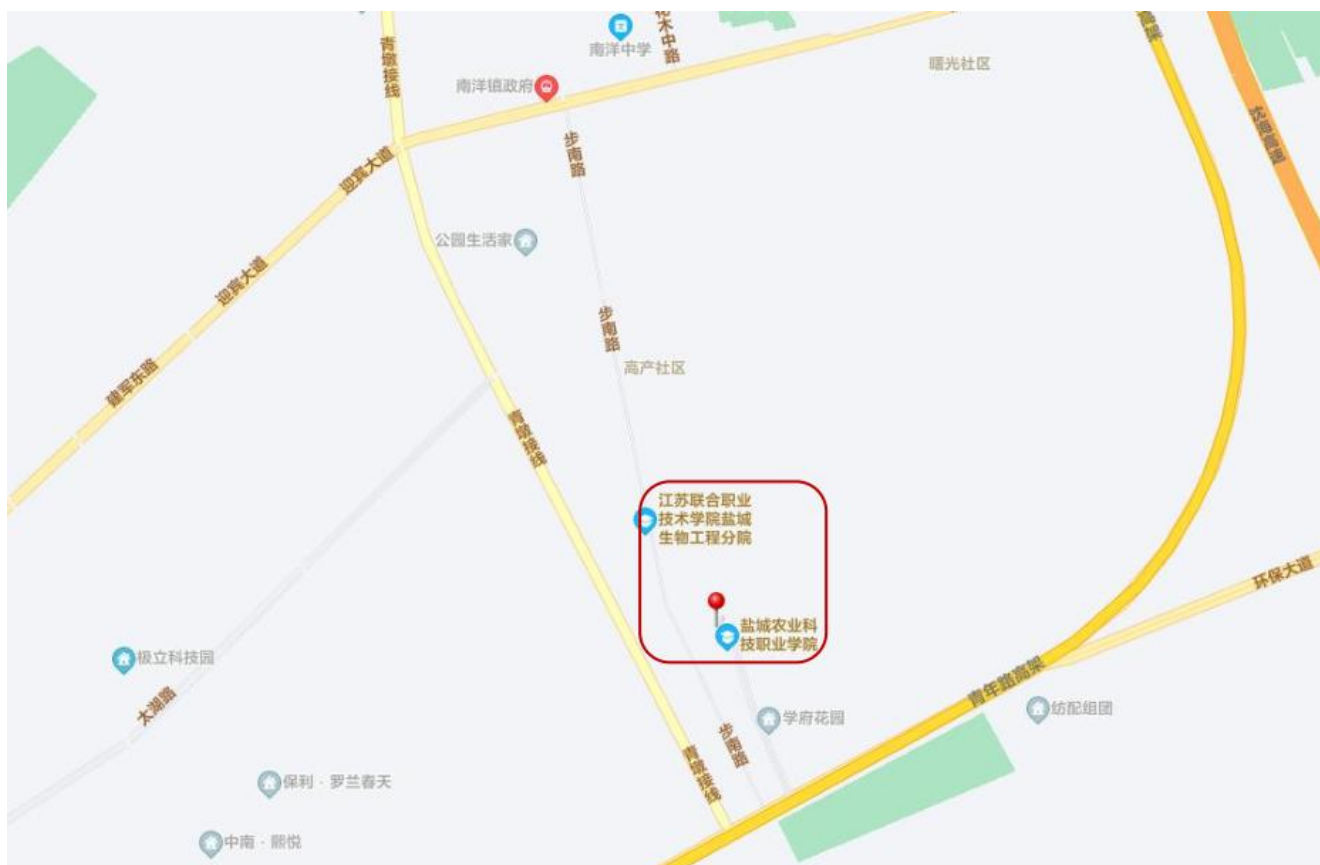 青墩接线
南洋中学
花木中路
曙光社区
高架
沈海高速
南洋镇政府
步南路
迎宾大道
公园生活家
迎宾大道
步南路
高产社区
建军东路
青墩接线
江苏联合职业
技术学院盐城
生物工程分院
环保大道
盐城农业科
技职业学院
极立科技园
太湖路
青年路高架
纺配组团
学府花园
步南路
青墩接线
保利·罗兰春天
中南·熙悦